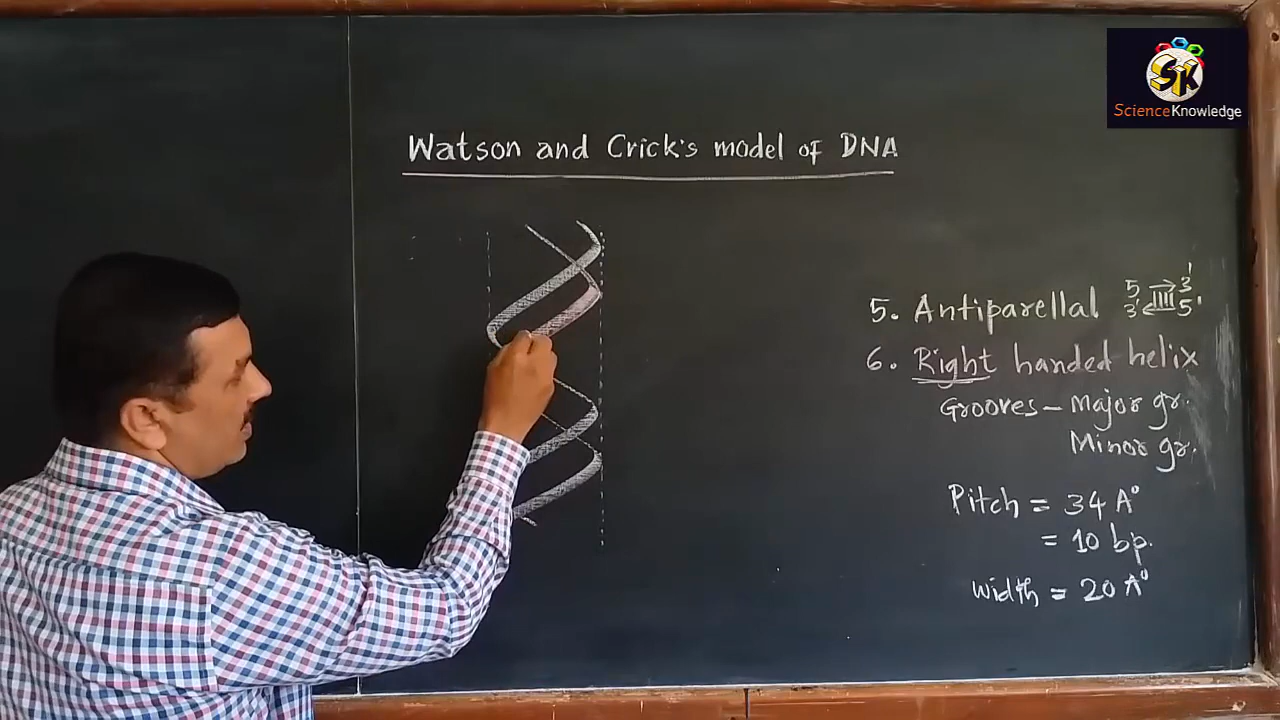 SK
ScienceKnowledge
Watson and Crick's model of DNA
5. Antiparellal 5 → 3'
3' ← 5'
6. Right handed helix
Grooves - Major gr.
Minor gr.
Pitch = 34 A°
= 10 bp.
Width = 20 A°